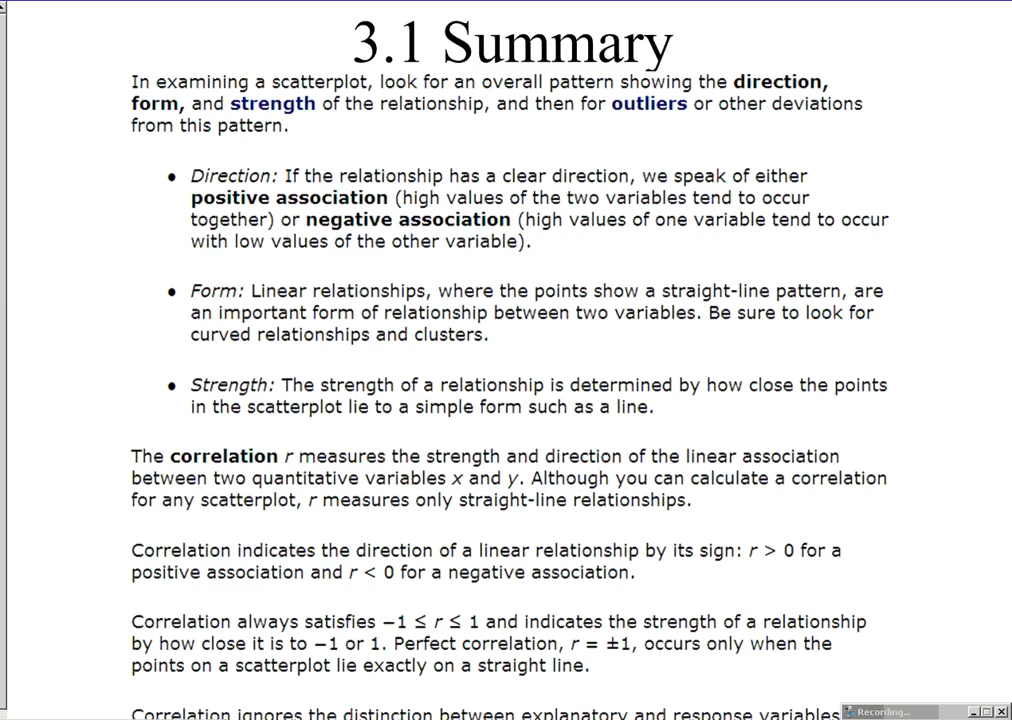 3.1 Summary
In examining a scatterplot, look for an overall pattern showing the direction,
form, and strength of the relationship, and then for outliers or other deviations
from this pattern.
• Direction: If the relationship has a clear direction, we speak of either
positive association (high values of the two variables tend to occur
together) or negative association (high values of one variable tend to occur
with low values of the other variable).
• Form: Linear relationships, where the points show a straight-line pattern, are
an important form of relationship between two variables. Be sure to look for
curved relationships and clusters.
• Strength: The strength of a relationship is determined by how close the points
in the scatterplot lie to a simple form such as a line.
The correlation r measures the strength and direction of the linear association
between two quantitative variables x and y. Although you can calculate a correlation
for any scatterplot, r measures only straight-line relationships.
Correlation indicates the direction of a linear relationship by its sign: r > 0 for a
positive association and r < 0 for a negative association.
Correlation always satisfies −1 ≤ r ≤ 1 and indicates the strength of a relationship
by how close it is to −1 or 1. Perfect correlation, r = ±1, occurs only when the
points on a scatterplot lie exactly on a straight line.
Correlation ignores the distinction between explanatory and response variables
Recording...